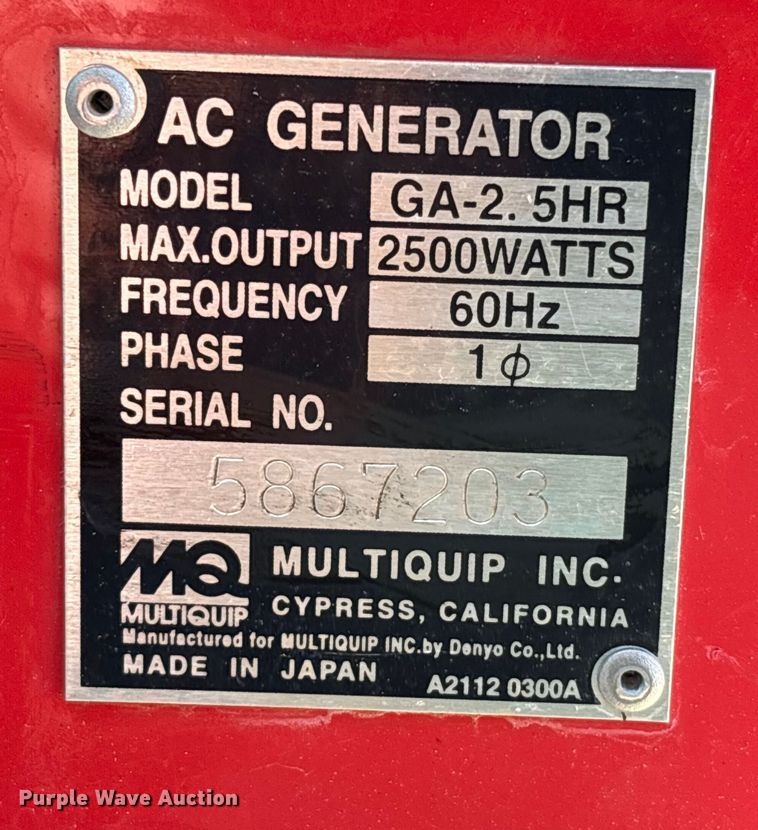 AC GENERATOR
MODEL GA-2.5HR
MAX.OUTPUT 2500WATTS
FREQUENCY 60Hz
PHASE 1ϕ
SERIAL NO.
5867203
MQ MULTIQUIP INC.
MULTIQUIP CYPRESS, CALIFORNIA
Manufactured for MULTIQUIP INC.by Denyo Co.,Ltd.
MADE IN JAPAN A2112 0300A
Purple Wave Auction